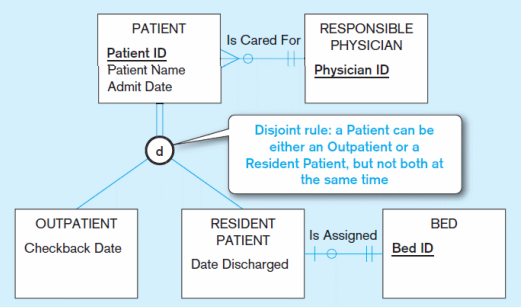 PATIENT
Patient ID
Patient Name
Admit Date
Is Cared For
RESPONSIBLE
PHYSICIAN
Physician ID
d
Disjoint rule: a Patient can be
either an Outpatient or a
Resident Patient, but not both at
the same time
OUTPATIENT
Checkback Date
RESIDENT
PATIENT
Date Discharged
Is Assigned
BED
Bed ID